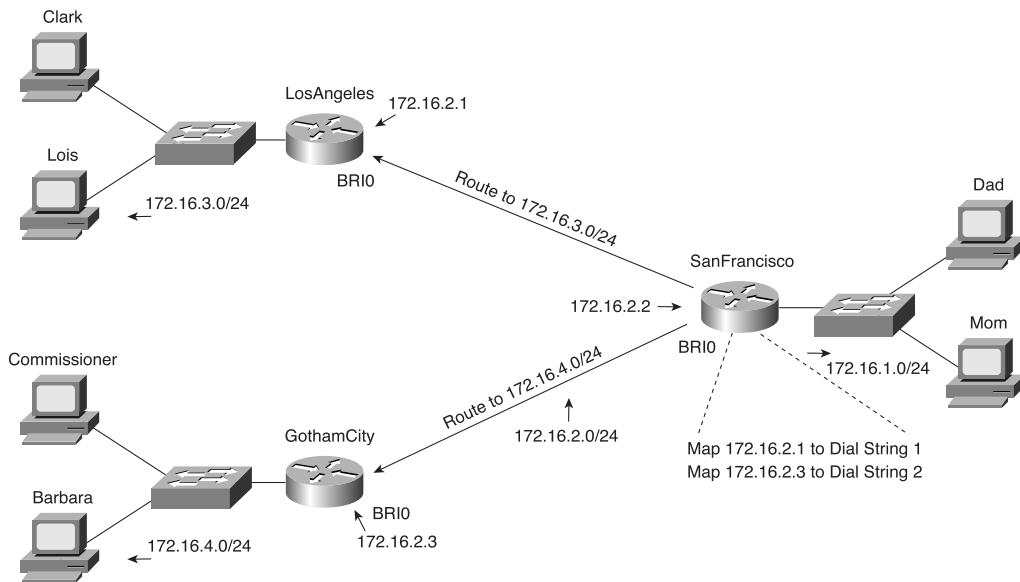 Clark
LosAngeles
172.16.2.1
Lois
BRI0
172.16.3.0/24
Route to 172.16.3.0/24
Dad
SanFrancisco
172.16.2.2
BRI0
Mom
172.16.1.0/24
Commissioner
Route to 172.16.4.0/24
172.16.2.0/24
GothamCity
Map 172.16.2.1 to Dial String 1
Map 172.16.2.3 to Dial String 2
Barbara
BRI0
172.16.2.3
172.16.4.0/24